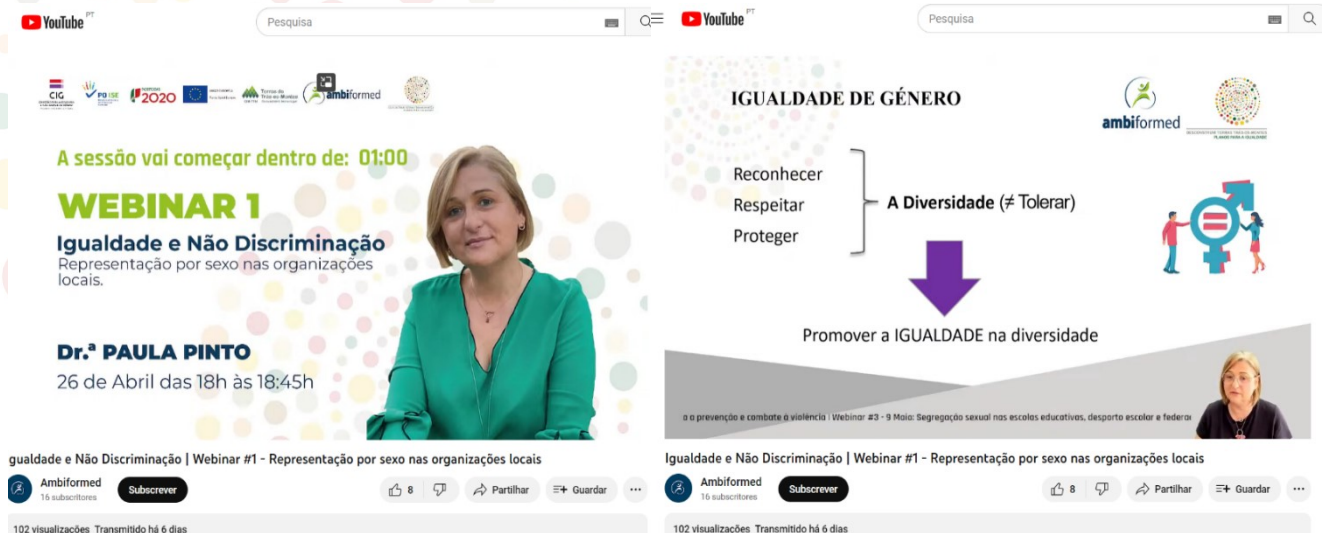 YouTube PT
Pesquisa
CIG
PO ISE
2020
ambiformed
A sessão vai começar dentro de: 01:00
WEBINAR 1
Igualdade e Não Discriminação
Representação por sexo nas organizações
locais.
Dr.ª PAULA PINTO
26 de Abril das 18h às 18:45h
gualdade e Não Discriminação | Webinar #1 - Representação por sexo nas organizações locais
Ambiformed
16 subscritores
Subscrever
8
Partilhar
Guardar
102 visualizações Transmitido há 6 dias
YouTube PT
Pesquisa
IGUALDADE DE GÉNERO
ambiformed
Reconhecer
Respeitar
Proteger
A Diversidade (≠ Tolerar)
Promover a IGUALDADE na diversidade
a a prevenção e combate à violência | Webinar #3 - 9 Maio: Segregação sexual nas escolas educativas, desporto escolar e federa
Igualdade e Não Discriminação | Webinar #1 - Representação por sexo nas organizações locais
Ambiformed
16 subscritores
Subscrever
8
Partilhar
Guardar
102 visualizações Transmitido há 6 dias